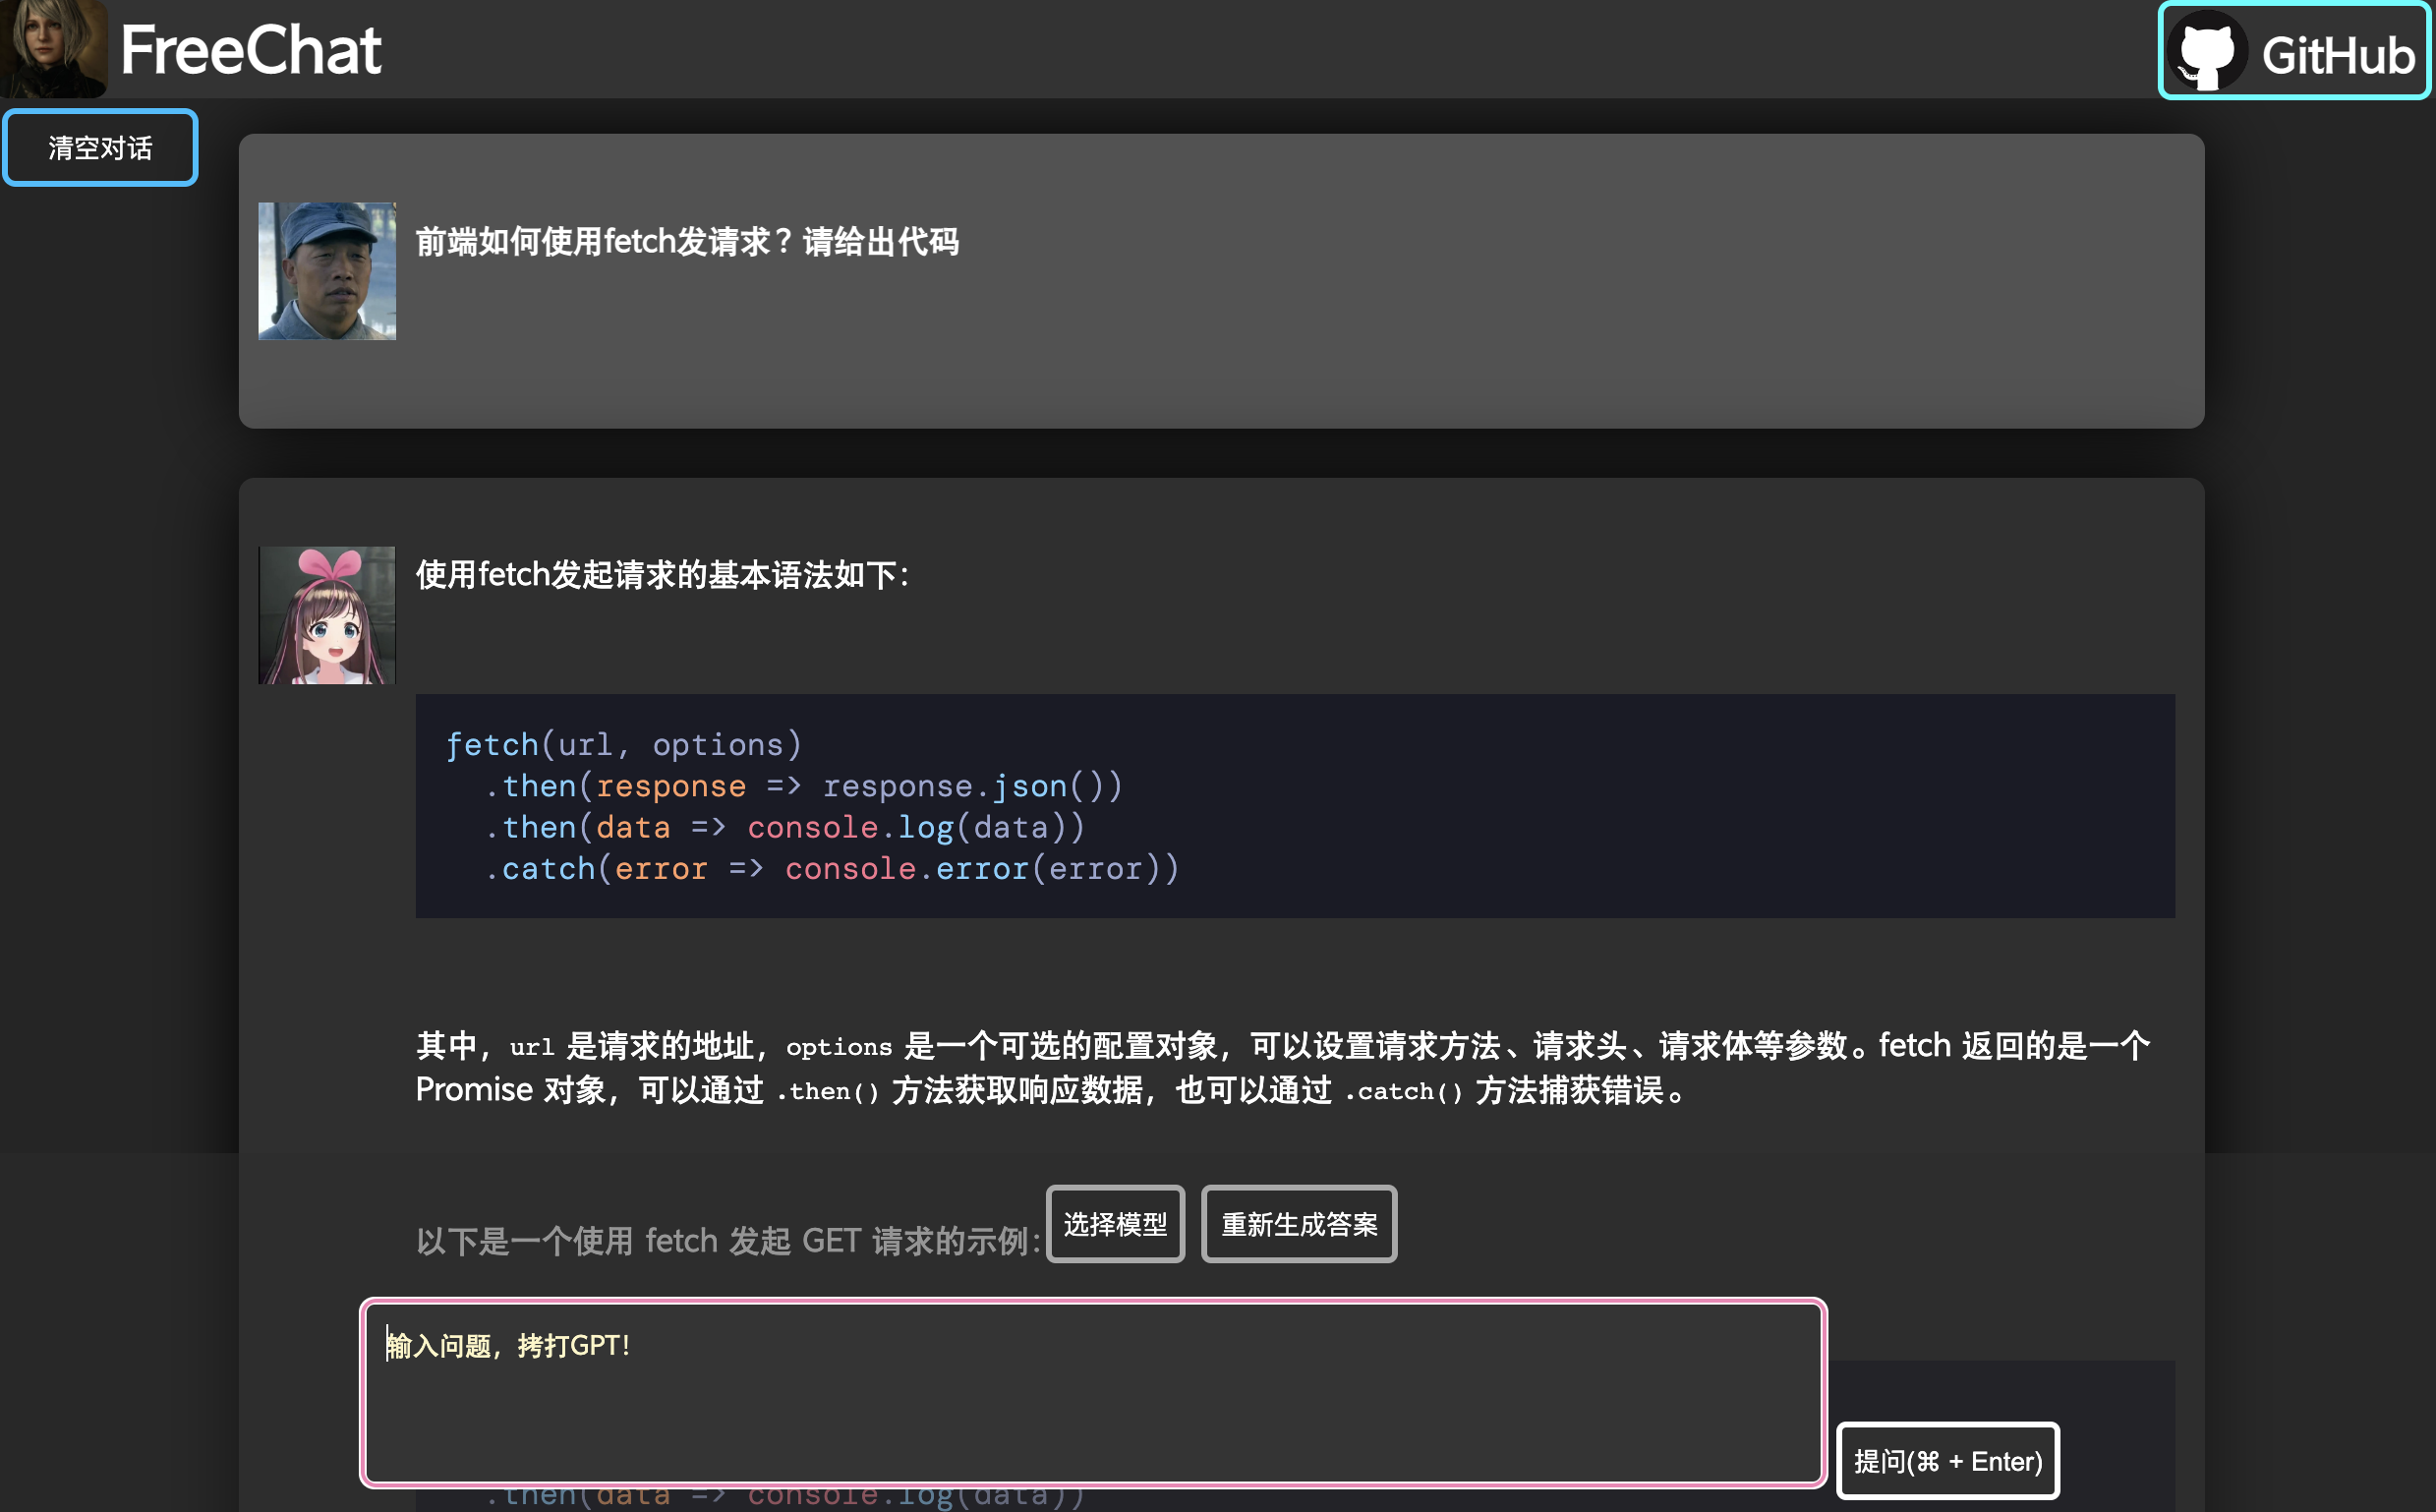 FreeChat
GitHub
清空对话
前端如何使用fetch发请求？请给出代码
使用fetch发起请求的基本语法如下：
fetch(url, options)
  .then(response => response.json())
  .then(data => console.log(data))
  .catch(error => console.error(error))
其中，url 是请求的地址，options 是一个可选的配置对象，可以设置请求方法、请求头、请求体等参数。fetch 返回的是一个
Promise 对象，可以通过 .then() 方法获取响应数据，也可以通过 .catch() 方法捕获错误。
以下是一个使用 fetch 发起 GET 请求的示例：
选择模型
重新生成答案
输入问题，拷打GPT！
提问(⌘ + Enter)
  .then(data => console.log(data))